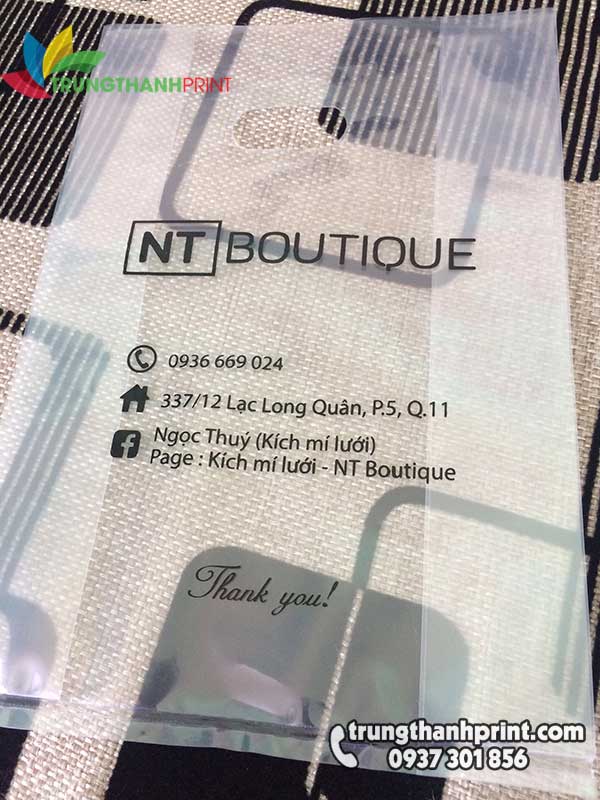 TRUNGTHANHPRINT
NT BOUTIQUE
0936 669 024
337/12 Lạc Long Quân, P.5, Q.11
Ngọc Thuý (Kích mí lưới)
Page : Kích mí lưới - NT Boutique
Thank you!
trungthanhprint.com
0937 301 856